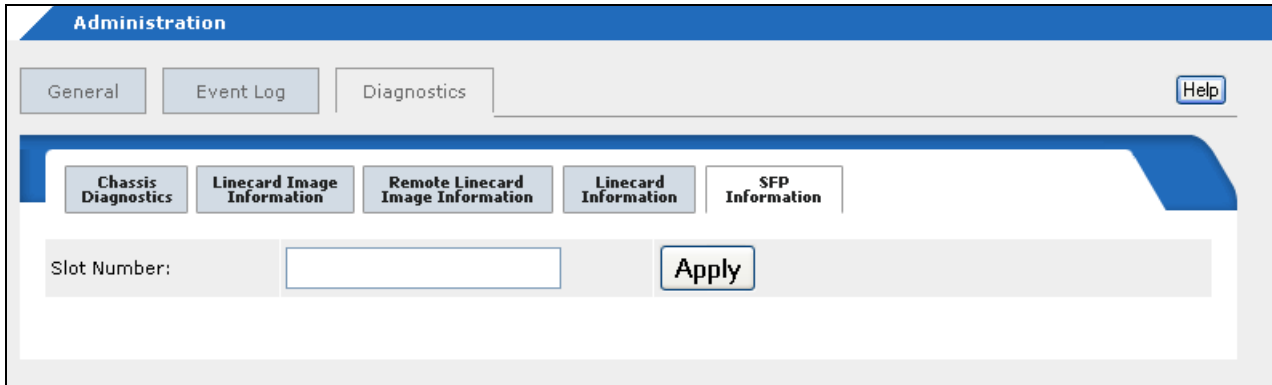 Administration
General
Event Log
Diagnostics
Help
Chassis
Diagnostics
Linecard Image
Information
Remote Linecard
Image Information
Linecard
Information
SFP
Information
Slot Number:
Apply